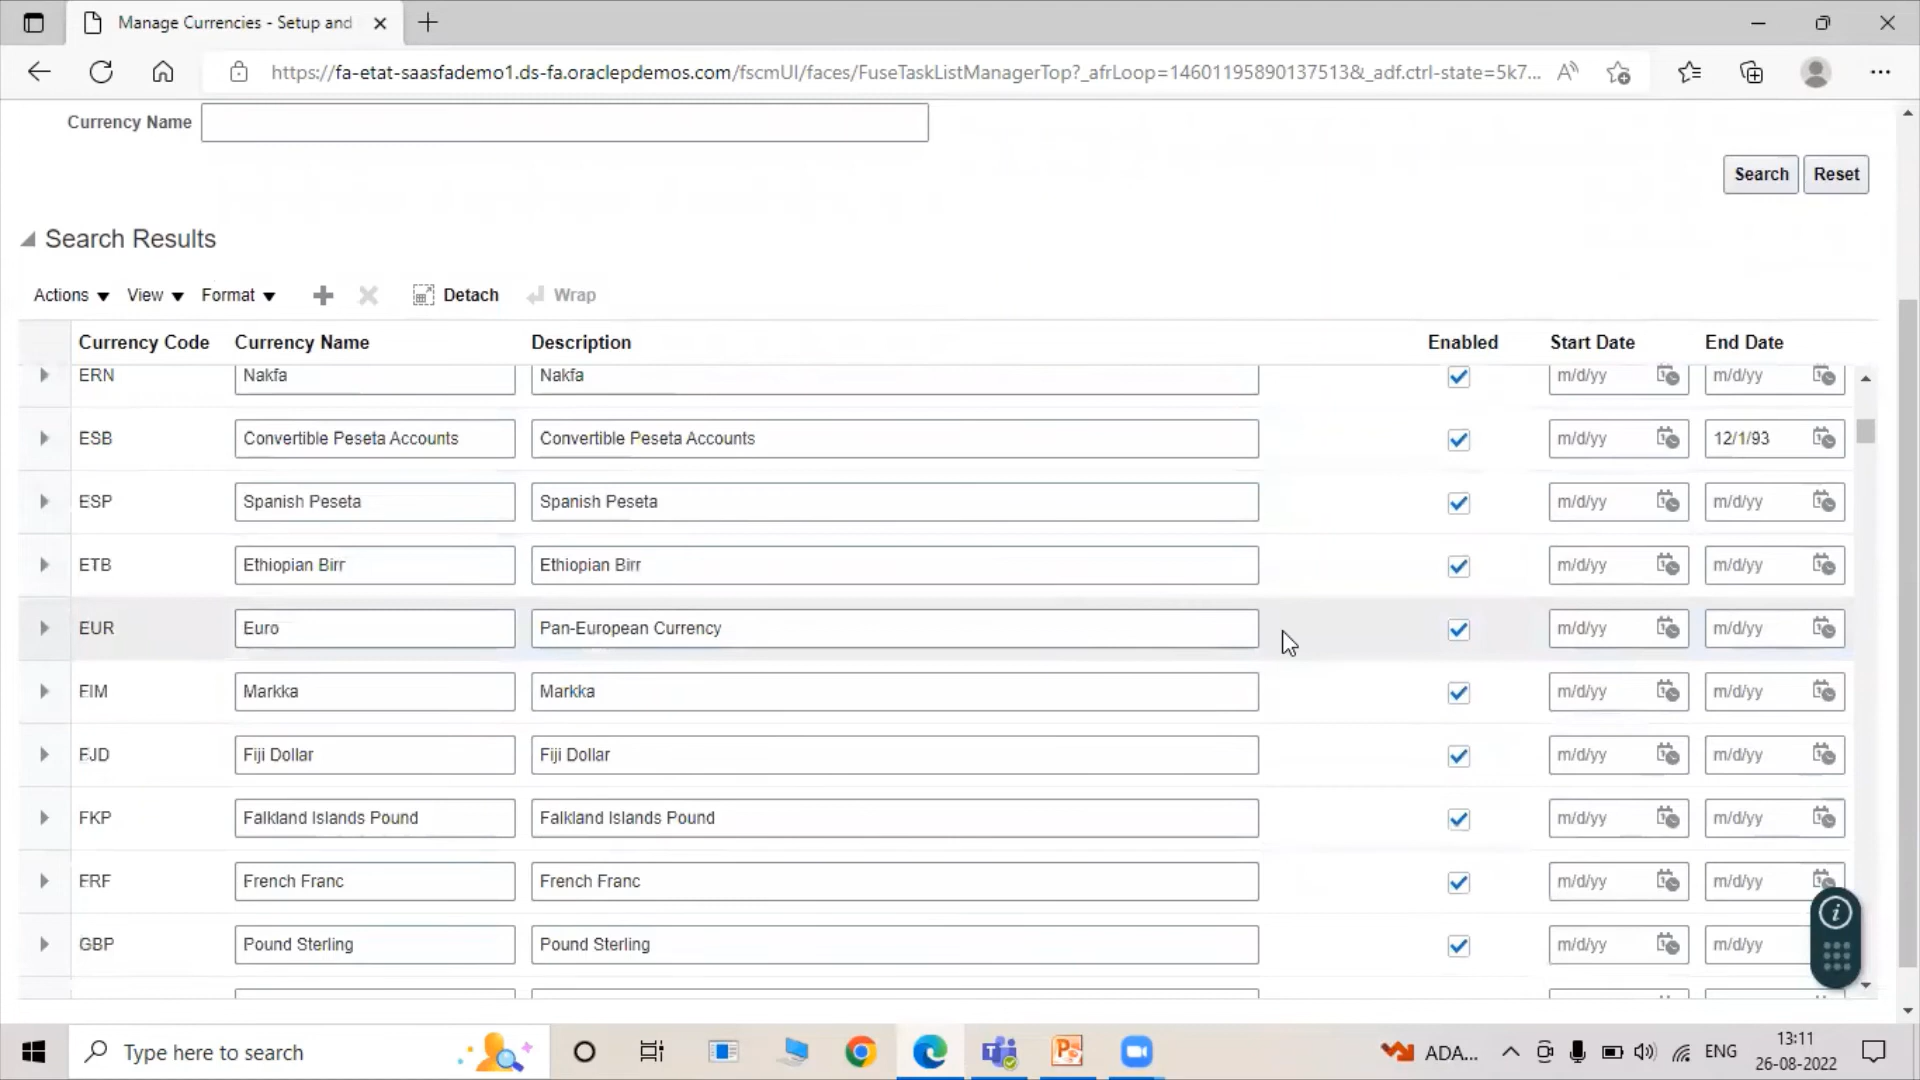 Manage Currencies - Setup and
https://fa-etat-saasfademo1.ds-fa.oraclepdemos.com/fscmUI/faces/FuseTaskListManagerTop?_afrLoop=14601195890137513&_adf.ctrl-state=5k7...
Currency Name
Search Reset
Search Results
Actions View Format Detach Wrap
Currency Code Currency Name Description Enabled Start Date End Date
ERN Nakfa Nakfa m/d/yy m/d/yy
ESB Convertible Peseta Accounts Convertible Peseta Accounts m/d/yy 12/1/93
ESP Spanish Peseta Spanish Peseta m/d/yy m/d/yy
ETB Ethiopian Birr Ethiopian Birr m/d/yy m/d/yy
EUR Euro Pan-European Currency m/d/yy m/d/yy
FIM Markka Markka m/d/yy m/d/yy
FJD Fiji Dollar Fiji Dollar m/d/yy m/d/yy
FKP Falkland Islands Pound Falkland Islands Pound m/d/yy m/d/yy
FRF French Franc French Franc m/d/yy m/d/yy
GBP Pound Sterling Pound Sterling m/d/yy m/d/yy
Type here to search
ADA... ENG 13:11
26-08-2022